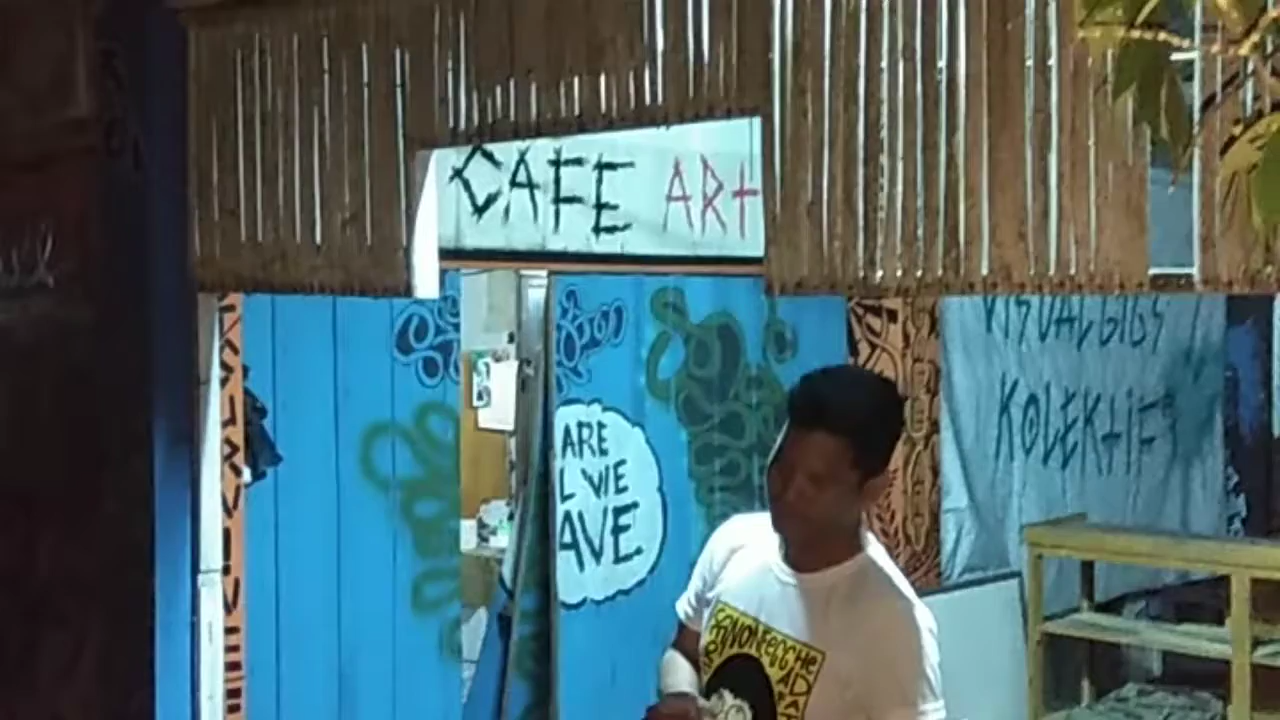 CAFE ART
VISUAL GIGS
KOLEKTIF
ARE
L WE
AVE